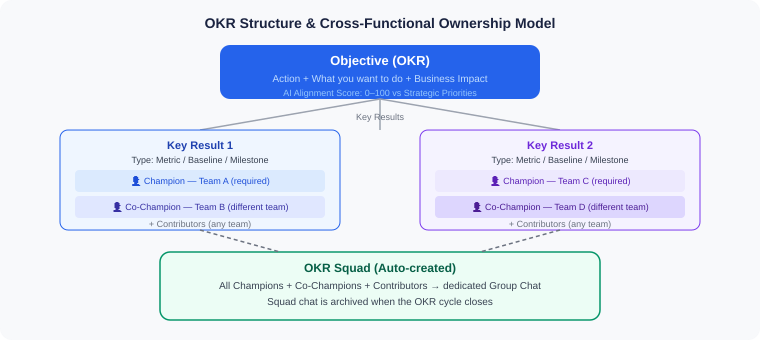 OKR Structure & Cross-Functional Ownership Model
Objective (OKR)
Action + What you want to do + Business Impact
AI Alignment Score: 0–100 vs Strategic Priorities
Key Results
Key Result 1
Type: Metric / Baseline / Milestone
👤 Champion — Team A (required)
👤 Co-Champion — Team B (different team)
+ Contributors (any team)
Key Result 2
Type: Metric / Baseline / Milestone
👤 Champion — Team C (required)
👤 Co-Champion — Team D (different team)
+ Contributors (any team)
OKR Squad (Auto-created)
All Champions + Co-Champions + Contributors → dedicated Group Chat
Squad chat is archived when the OKR cycle closes